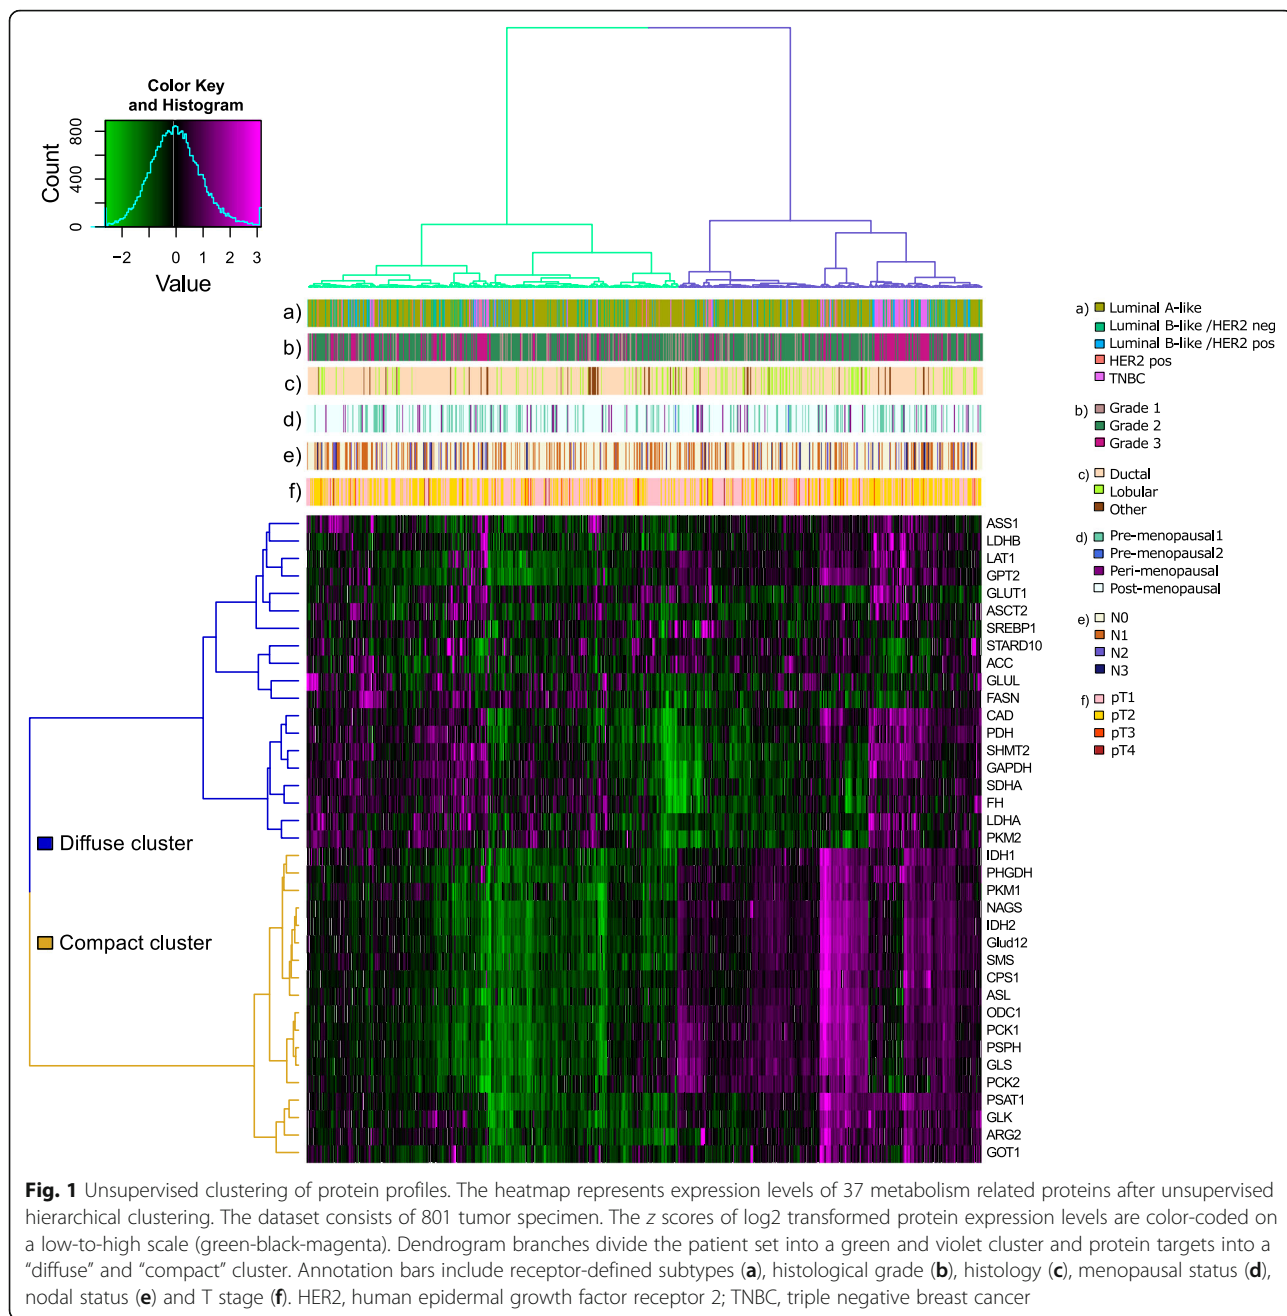 Color Key
and Histogram
Count
0
400
800
−2
0
1
2
3
Value
a)
b)
c)
d)
e)
f)
a) Luminal A-like
Luminal B-like /HER2 neg
Luminal B-like /HER2 pos
HER2 pos
TNBC
b) Grade 1
Grade 2
Grade 3
c) Ductal
Lobular
Other
d) Pre-menopausal1
Pre-menopausal2
Peri-menopausal
Post-menopausal
e) N0
N1
N2
N3
f) pT1
pT2
pT3
pT4
ASS1
LDHB
LAT1
GPT2
GLUT1
ASCT2
SREBP1
STARD10
ACC
GLUL
FASN
CAD
PDH
SHMT2
GAPDH
SDHA
FH
LDHA
PKM2
IDH1
PHGDH
PKM1
NAGS
IDH2
Glud12
SMS
CPS1
ASL
ODC1
PCK1
PSPH
GLS
PCK2
PSAT1
GLK
ARG2
GOT1
Diffuse cluster
Compact cluster
Fig. 1 Unsupervised clustering of protein profiles. The heatmap represents expression levels of 37 metabolism related proteins after unsupervised
hierarchical clustering. The dataset consists of 801 tumor specimen. The z scores of log2 transformed protein expression levels are color-coded on
a low-to-high scale (green-black-magenta). Dendrogram branches divide the patient set into a green and violet cluster and protein targets into a
“diffuse” and “compact” cluster. Annotation bars include receptor-defined subtypes (a), histological grade (b), histology (c), menopausal status (d),
nodal status (e) and T stage (f). HER2, human epidermal growth factor receptor 2; TNBC, triple negative breast cancer